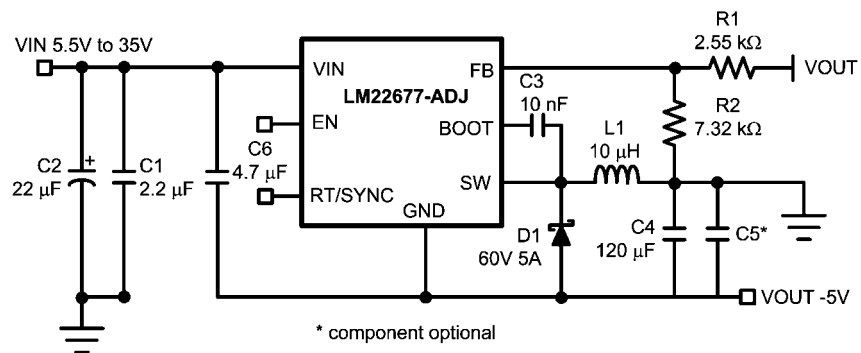 VIN 5.5V to 35V
VIN
FB
R1
2.55 kΩ
VOUT
LM22677-ADJ
C3
10 nF
R2
7.32 kΩ
EN
BOOT
L1
10 µH
C2
+
22 µF
C1
2.2 µF
C6
4.7 µF
RT/SYNC
SW
GND
D1
60V 5A
C4
120 µF
C5*
VOUT -5V
* component optional